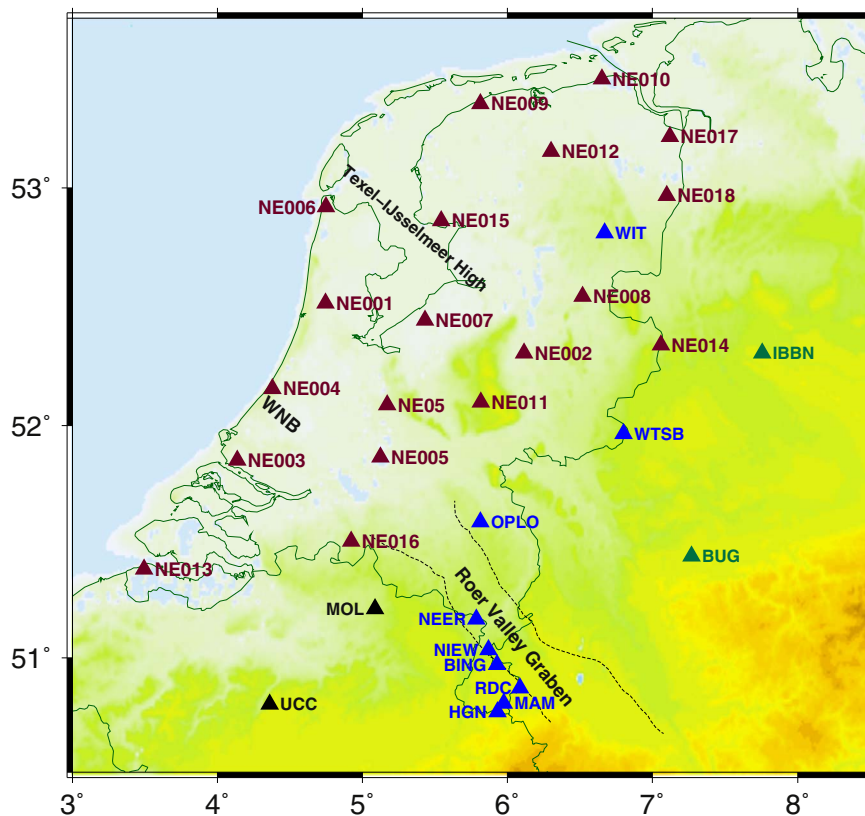 NE010
NE009
NE017
NE012
53°
NE018
Texel–IJsselmeer High
NE006
NE015
WIT
NE001
NE008
NE007
NE002
NE014
IBBN
NE004
NE05
NE011
WNB
52°
WTSB
NE003
NE005
OPLO
NE016
BUG
NE013
Roer Valley Graben
MOL
NEER
51°
NIEW
BING
RDC
UCC
MAM
HGN
3° 4° 5° 6° 7° 8°